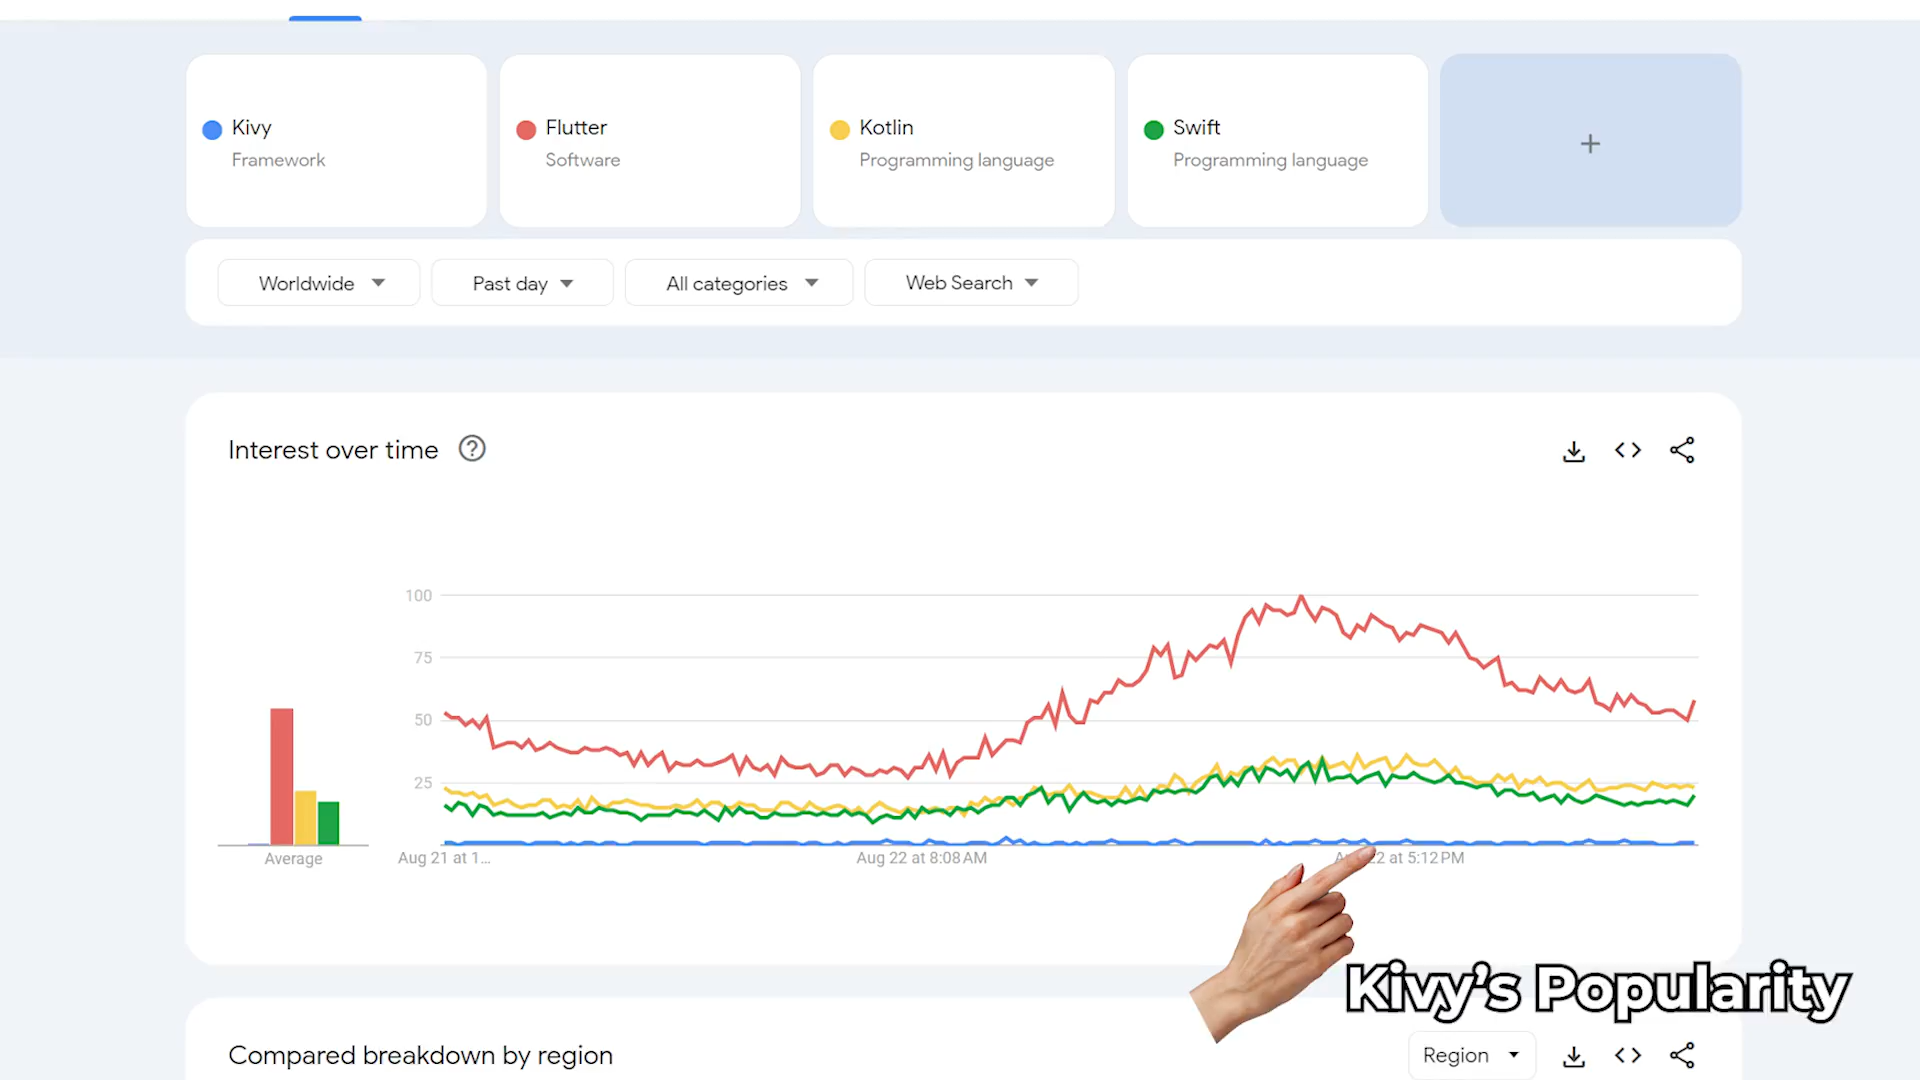 Kivy
Framework
Flutter
Software
Kotlin
Programming language
Swift
Programming language
+
Worldwide
Past day
All categories
Web Search
Interest over time
?
100
75
50
25
Average
Aug 21 at 1...
Aug 22 at 8:08 AM
22 at 5:12 PM
Kivy's Popularity
Compared breakdown by region
Region